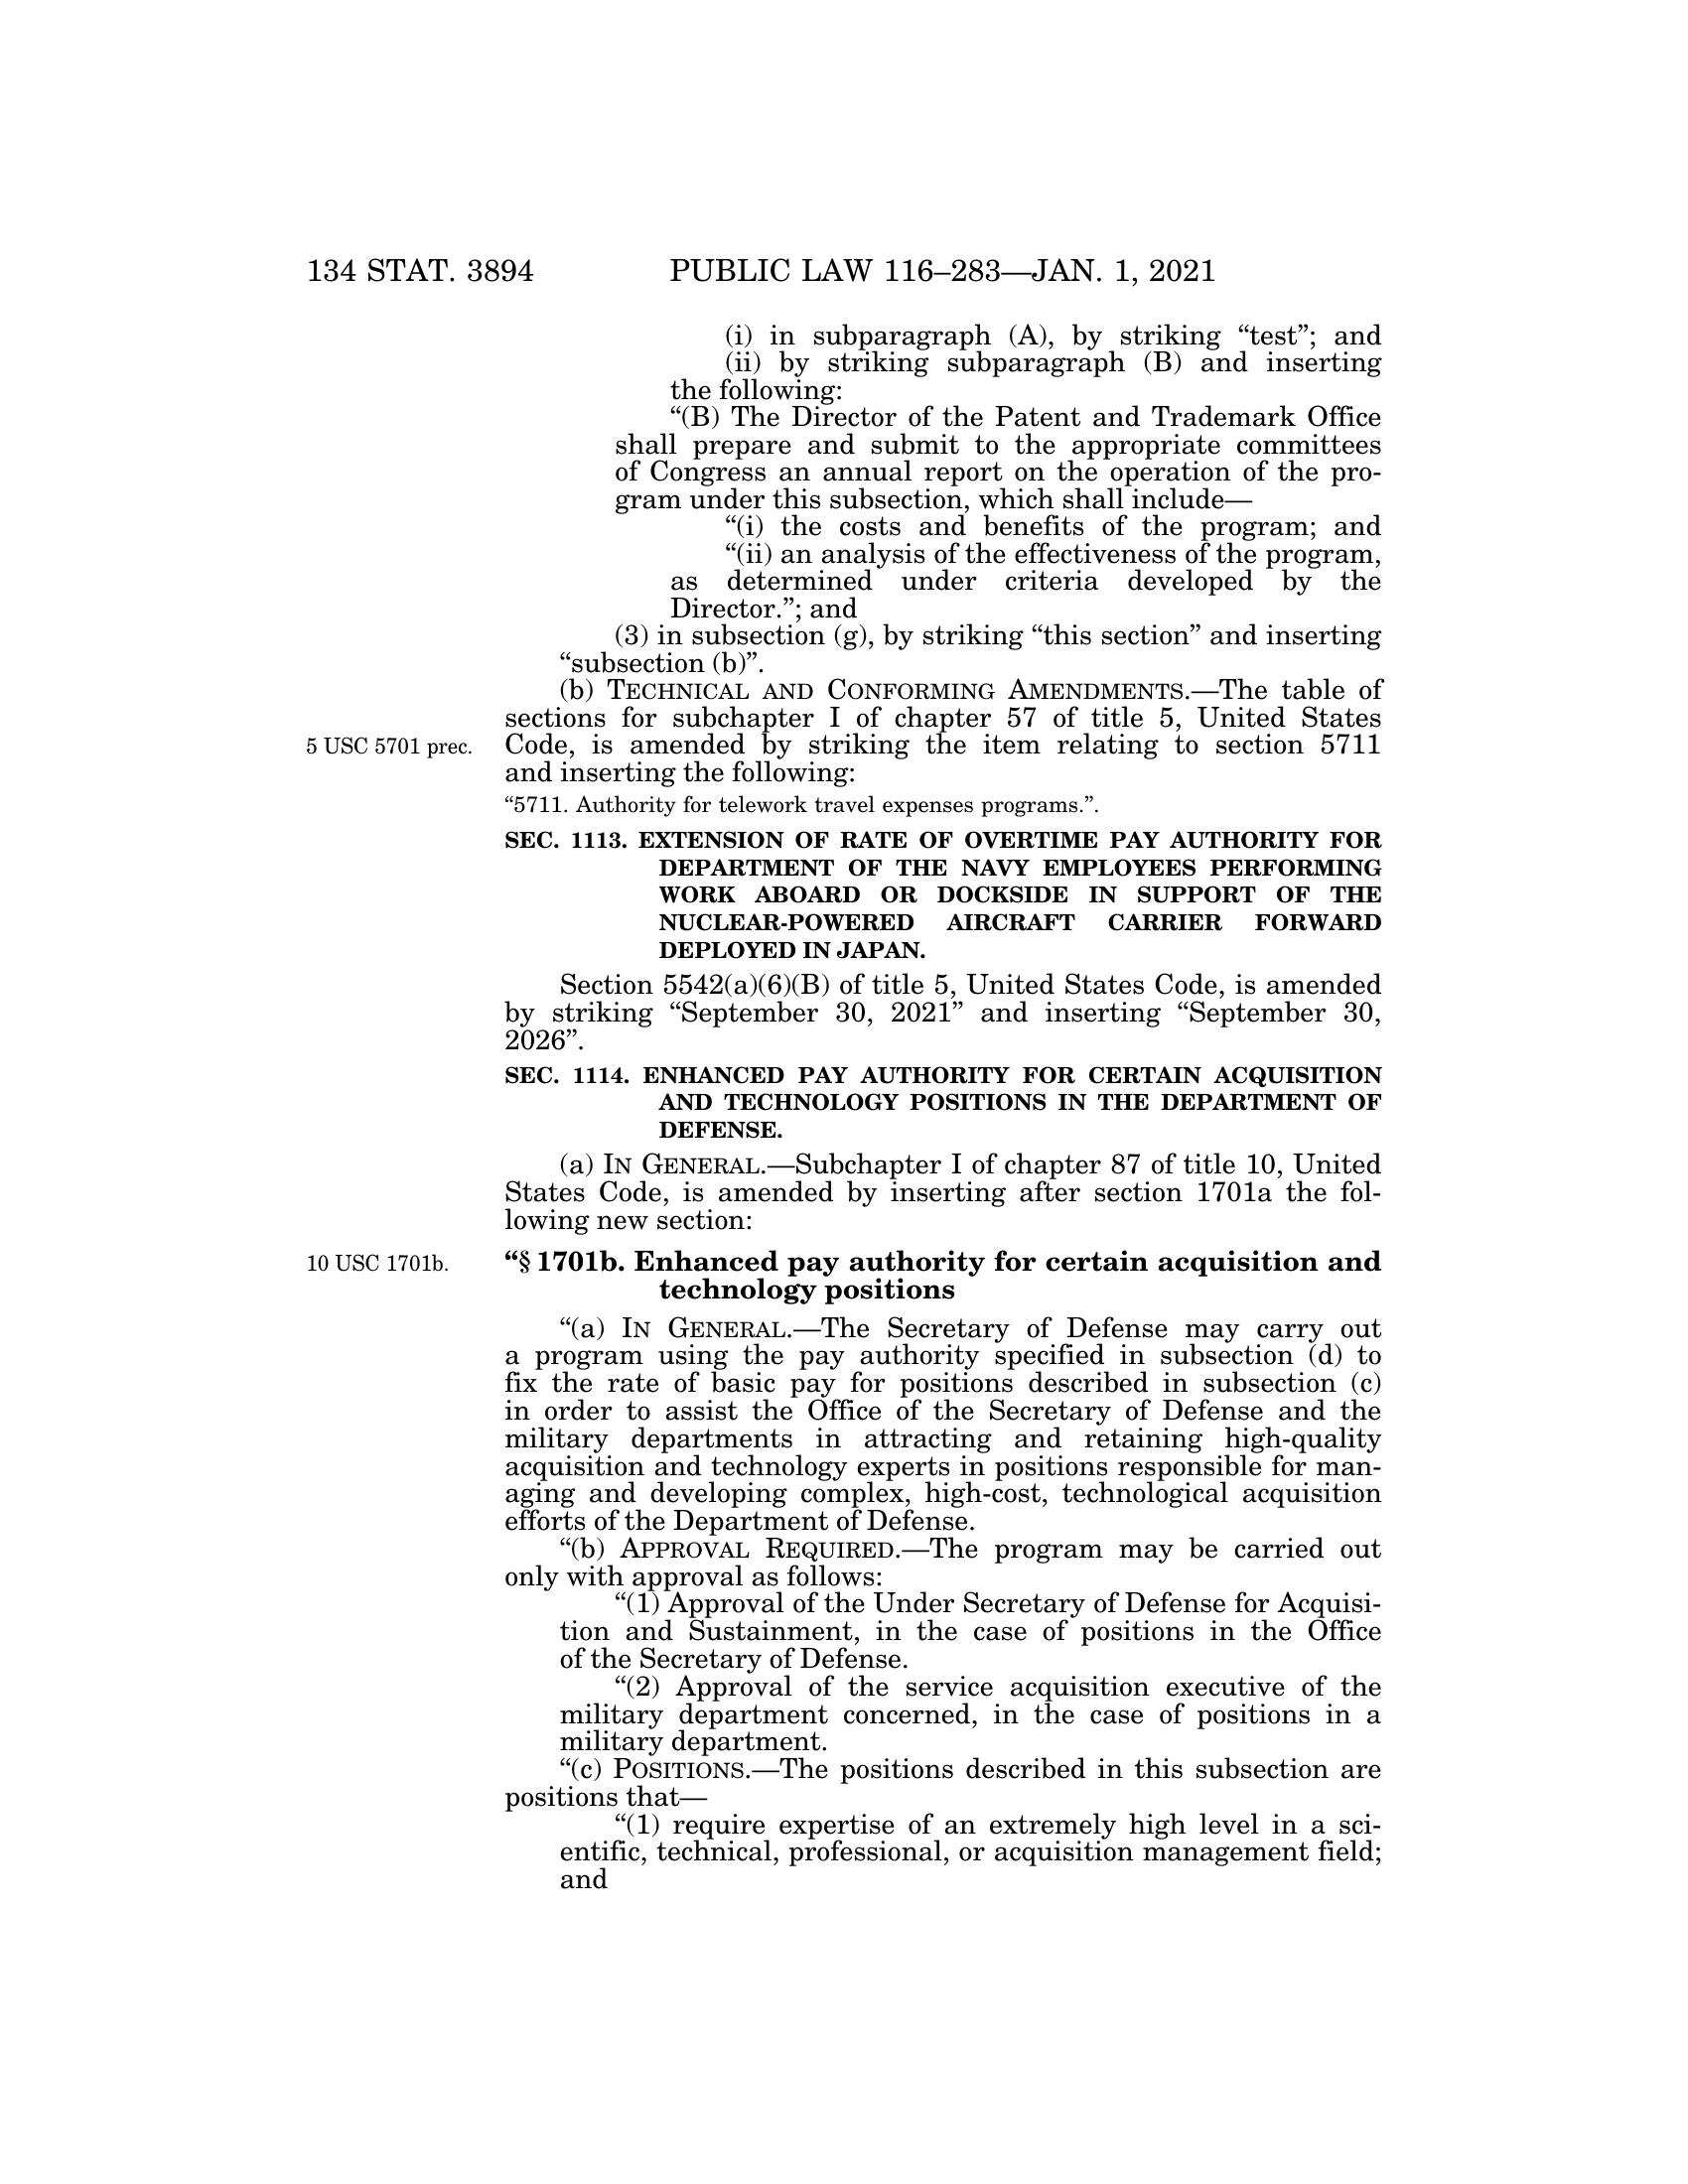 134 STAT. 3894 PUBLIC LAW 116–283—JAN. 1, 2021
(i) in subparagraph (A), by striking “test”; and
(ii) by striking subparagraph (B) and inserting
the following:
“(B) The Director of the Patent and Trademark Office
shall prepare and submit to the appropriate committees
of Congress an annual report on the operation of the pro-
gram under this subsection, which shall include—
“(i) the costs and benefits of the program; and
“(ii) an analysis of the effectiveness of the program,
as determined under criteria developed by the
Director.”; and
(3) in subsection (g), by striking “this section” and inserting
“subsection (b)”.
(b) TECHNICAL AND CONFORMING AMENDMENTS.—The table of
sections for subchapter I of chapter 57 of title 5, United States
5 USC 5701 prec. Code, is amended by striking the item relating to section 5711
and inserting the following:
“5711. Authority for telework travel expenses programs.”.
SEC. 1113. EXTENSION OF RATE OF OVERTIME PAY AUTHORITY FOR
DEPARTMENT OF THE NAVY EMPLOYEES PERFORMING
WORK ABOARD OR DOCKSIDE IN SUPPORT OF THE
NUCLEAR-POWERED AIRCRAFT CARRIER FORWARD
DEPLOYED IN JAPAN.
Section 5542(a)(6)(B) of title 5, United States Code, is amended
by striking “September 30, 2021” and inserting “September 30,
2026”.
SEC. 1114. ENHANCED PAY AUTHORITY FOR CERTAIN ACQUISITION
AND TECHNOLOGY POSITIONS IN THE DEPARTMENT OF
DEFENSE.
(a) IN GENERAL.—Subchapter I of chapter 87 of title 10, United
States Code, is amended by inserting after section 1701a the fol-
lowing new section:
10 USC 1701b. “§ 1701b. Enhanced pay authority for certain acquisition and
technology positions
“(a) IN GENERAL.—The Secretary of Defense may carry out
a program using the pay authority specified in subsection (d) to
fix the rate of basic pay for positions described in subsection (c)
in order to assist the Office of the Secretary of Defense and the
military departments in attracting and retaining high-quality
acquisition and technology experts in positions responsible for man-
aging and developing complex, high-cost, technological acquisition
efforts of the Department of Defense.
“(b) APPROVAL REQUIRED.—The program may be carried out
only with approval as follows:
“(1) Approval of the Under Secretary of Defense for Acquisi-
tion and Sustainment, in the case of positions in the Office
of the Secretary of Defense.
“(2) Approval of the service acquisition executive of the
military department concerned, in the case of positions in a
military department.
“(c) POSITIONS.—The positions described in this subsection are
positions that—
“(1) require expertise of an extremely high level in a sci-
entific, technical, professional, or acquisition management field;
and